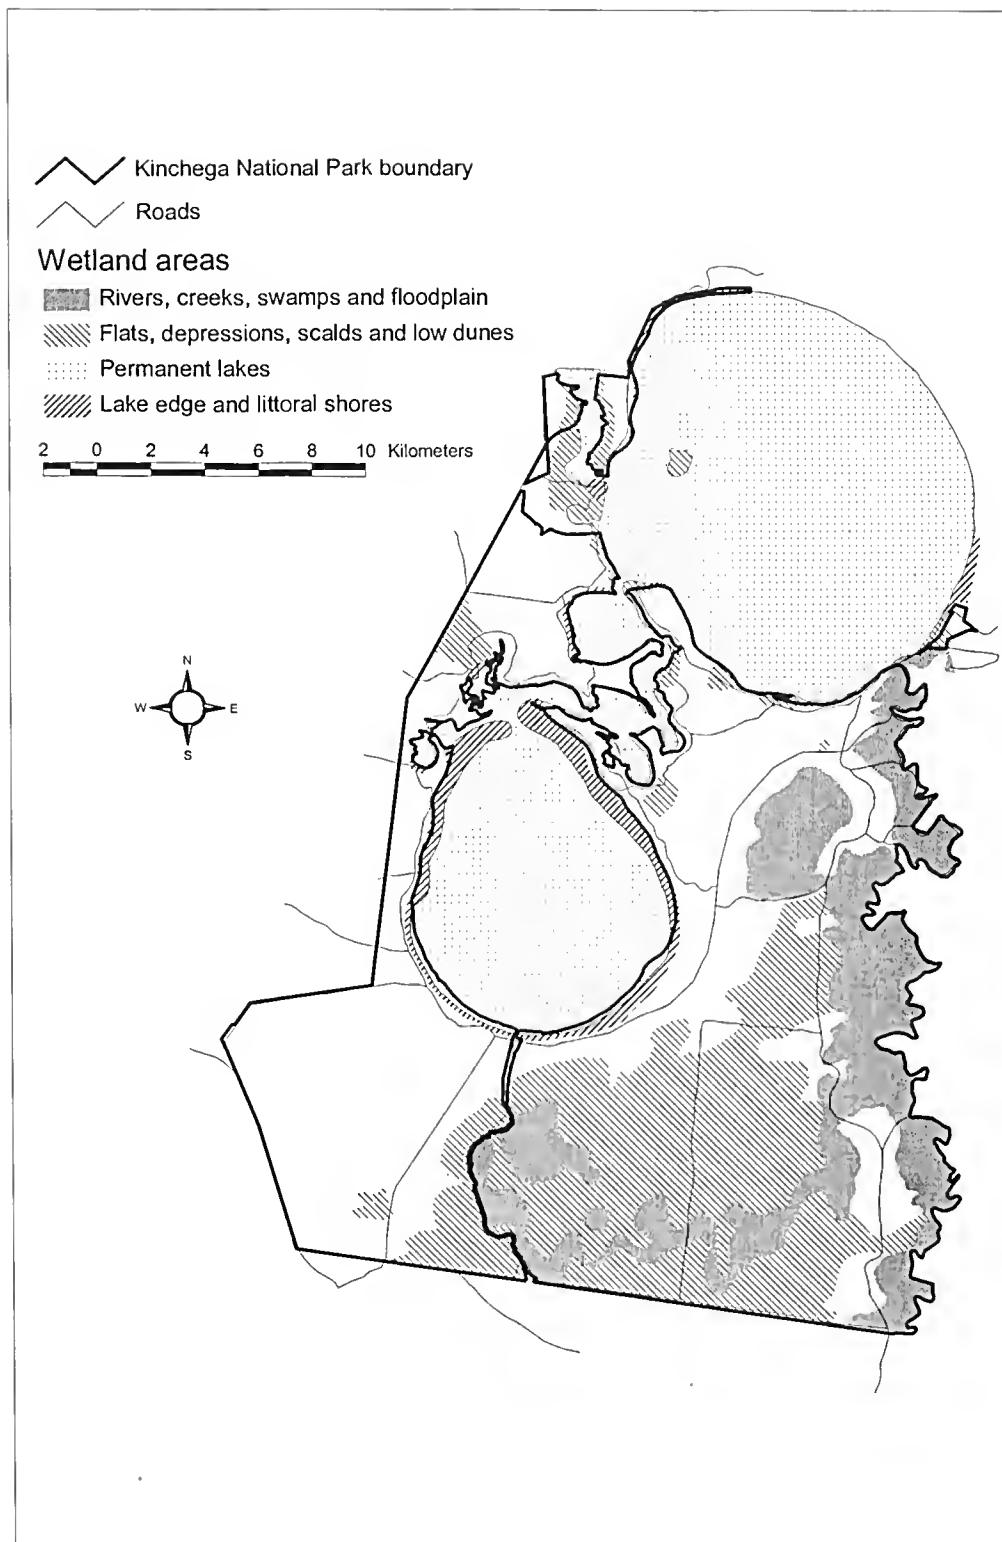 Kinchega National Park boundary
Roads
Wetland areas
Rivers, creeks, swamps and floodplain
Flats, depressions, scalds and low dunes
Permanent lakes
Lake edge and littoral shores
2 0 2 4 6 8 10 Kilometers
N
W E
S